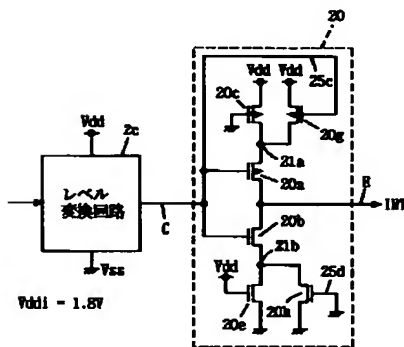 20
25c
Vdd
Vdd Vdd
2c
20c
20g
21a
20a
レベル
変換回路
E
INT
C
20b
21b
Vss
Vdd
25d
Vddi = 1.8V
20e
20h